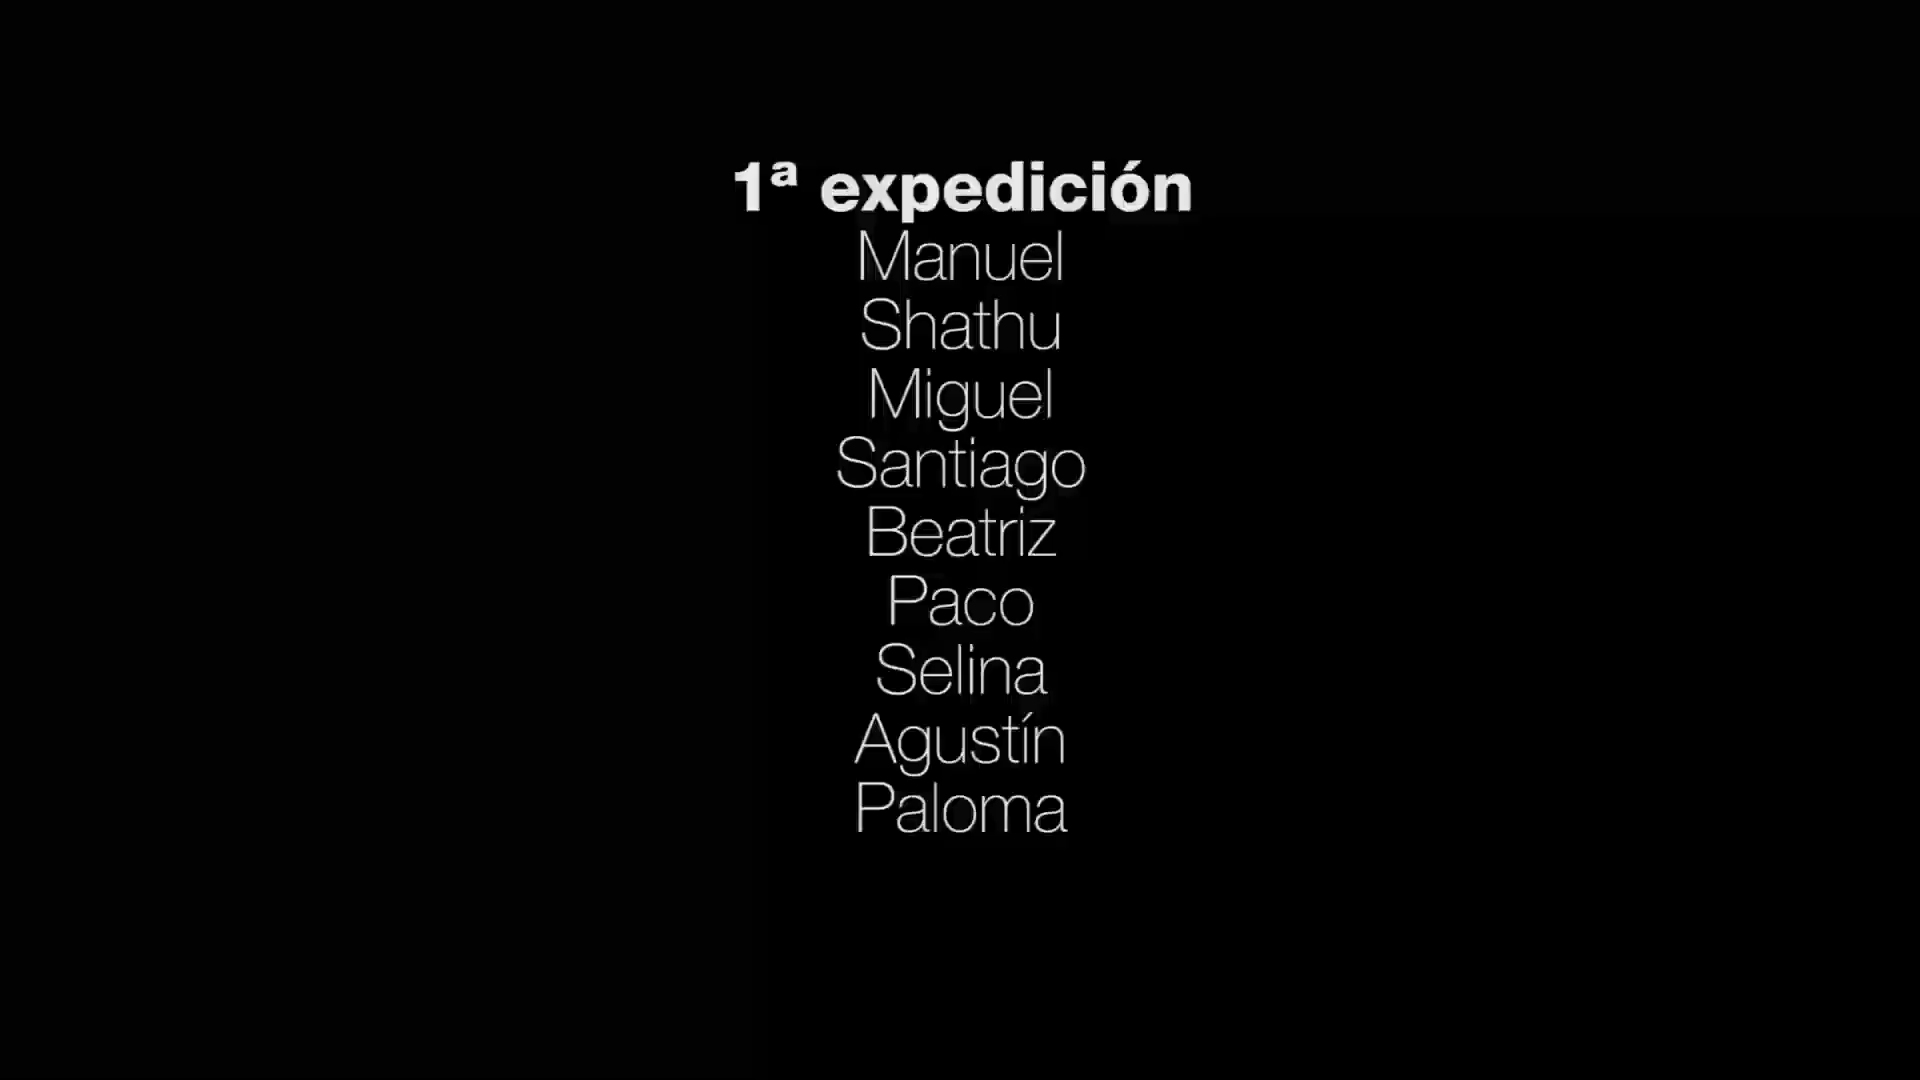 1ª expedición
Manuel
Shathu
Miguel
Santiago
Beatriz
Paco
Selina
Agustín
Paloma